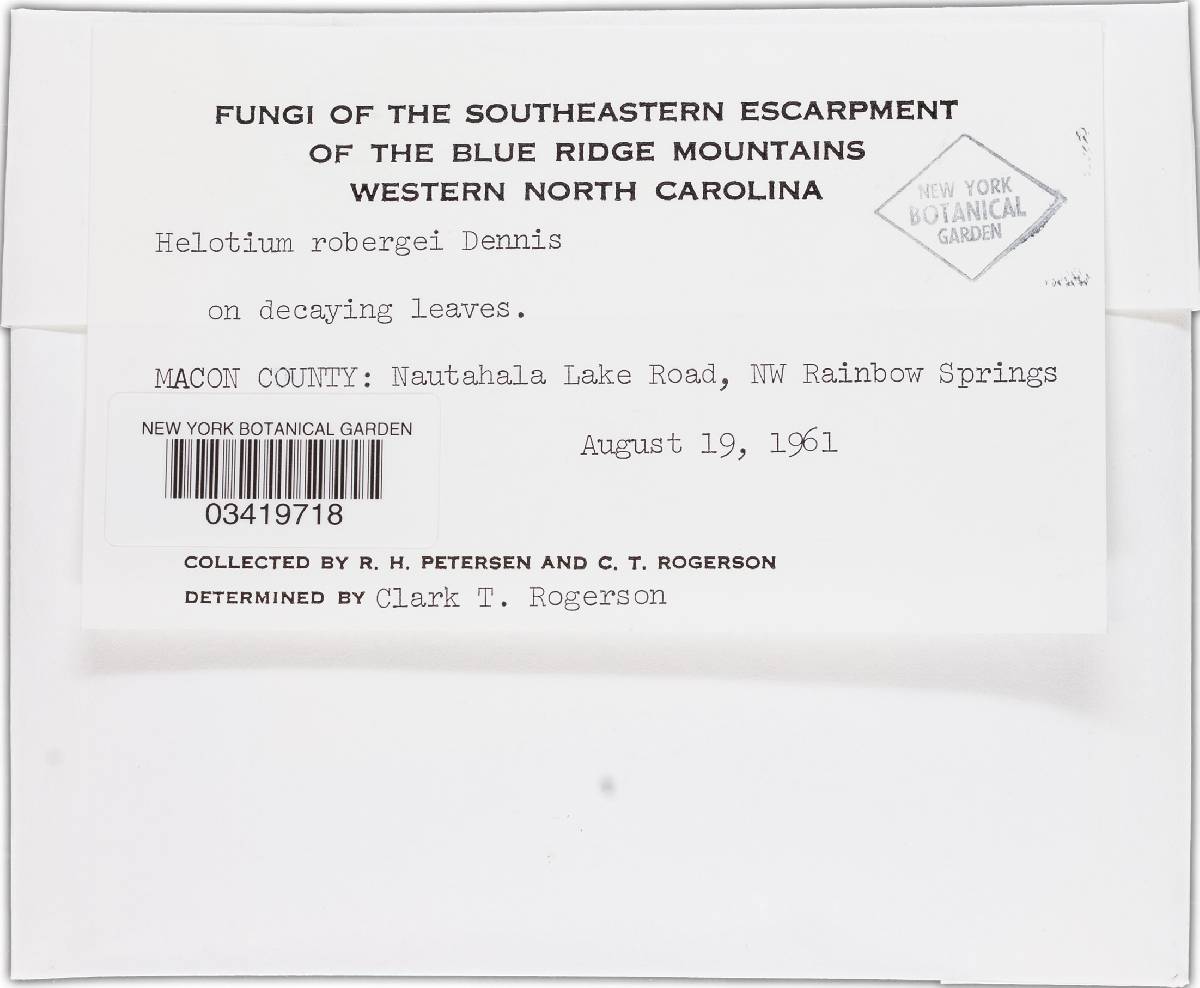 FUNGI OF THE SOUTHEASTERN ESCARPMENT
OF THE BLUE RIDGE MOUNTAINS
WESTERN NORTH CAROLINA
NEW YORK
BOTANICAL
GARDEN
Helotium robergei Dennis
on decaying leaves.
MACON COUNTY: Nautahala Lake Road, NW Rainbow Springs
August 19, 1961
NEW YORK BOTANICAL GARDEN
03419718
COLLECTED BY R. H. PETERSEN AND C. T. ROGERSON
DETERMINED BY Clark T. Rogerson